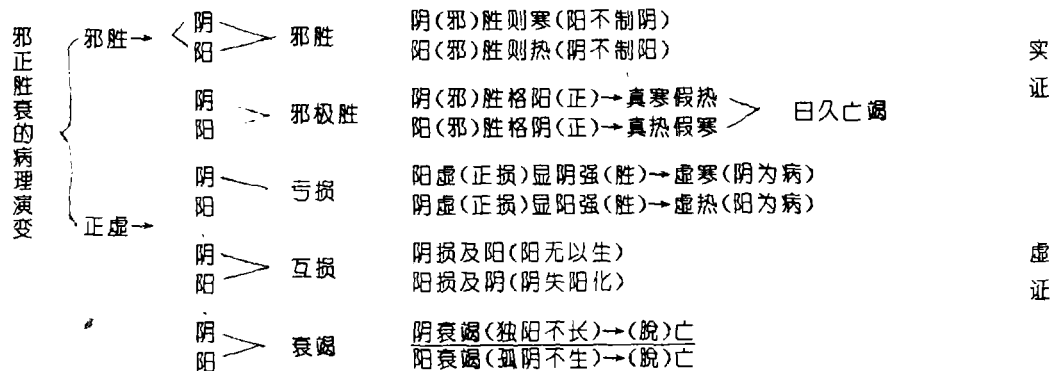 邪正胜衰的病理演变
邪胜→
阴
阳
邪胜
阴(邪)胜则寒(阳不制阴)
阳(邪)胜则热(阴不制阳)
实证
阴
阳
邪极胜
阴(邪)胜格阳(正)→真寒假热
阳(邪)胜格阴(正)→真热假寒
日久亡竭
正虚→
阴
阳
亏损
阳虚(正损)显阴强(胜)→虚寒(阴为病)
阴虚(正损)显阳强(胜)→虚热(阳为病)
阴
阳
互损
阴损及阳(阳无以生)
阳损及阴(阴失阳化)
虚证
阴
阳
衰竭
阴衰竭(独阳不长)→(脱)亡
阳衰竭(孤阴不生)→(脱)亡